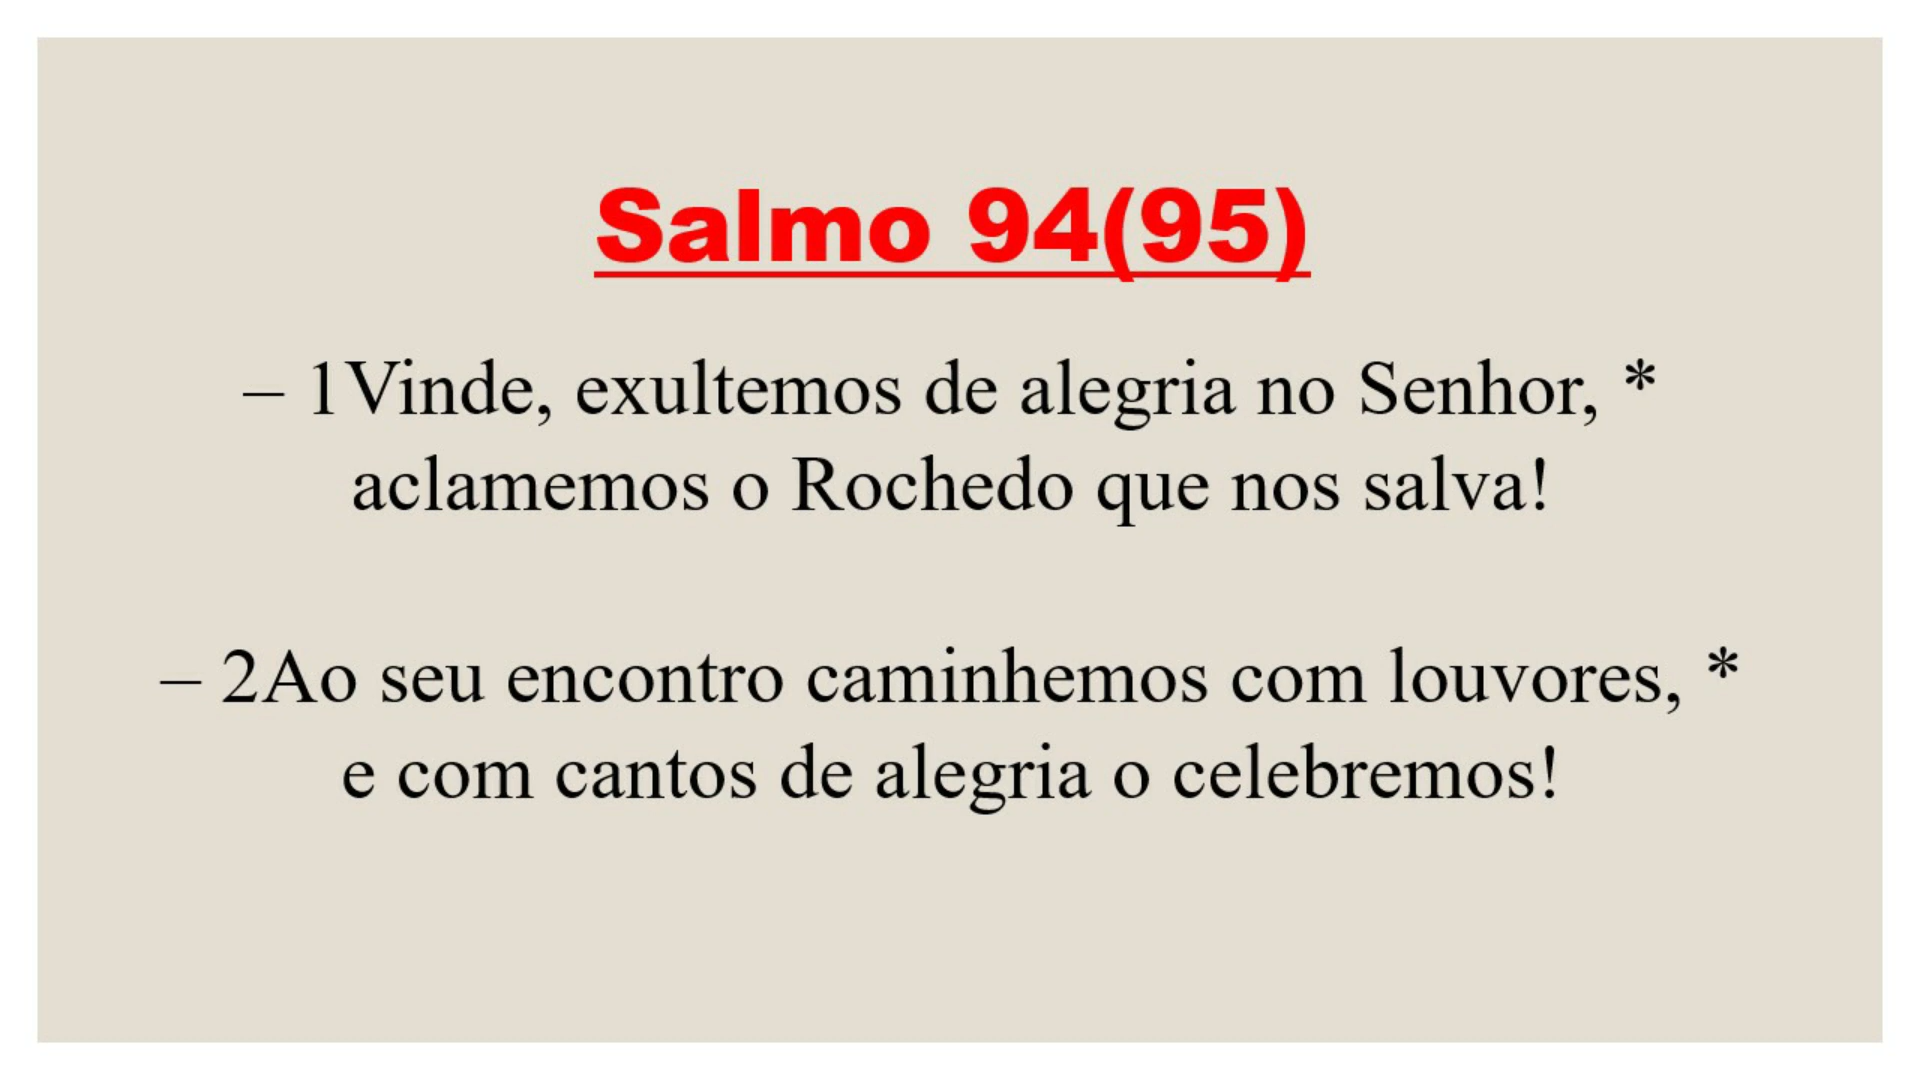 Salmo 94(95)
– 1Vinde, exultemos de alegria no Senhor, *
aclamemos o Rochedo que nos salva!
– 2Ao seu encontro caminhemos com louvores, *
e com cantos de alegria o celebremos!